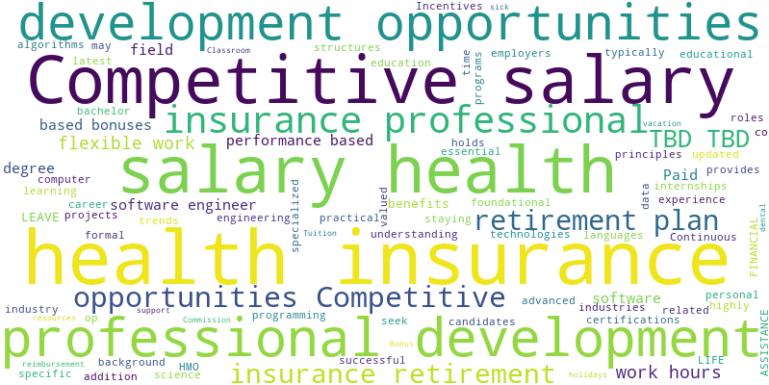 Incentives sick
development opportunities
algorithms may field Classroom structures time employers typically educational
latest education programs
Competitive salary
bachelor holds vacation roles
based bonuses insurance professional TBD TBD co
flexible work performance based essential principles updated
degree salary health Paid provides
computer data internships
learning career specialized valued benefits foundational experience
LEAVE projects software engineer engineering practical staying retirement plan
trends Tuition understanding technologies languages Continuous
formal FINANCIAL dental
health insurance
opportunities Competitive advanced software personal
industry industries related highly
resources op support Commission programming seek candidates certifications
professional development
Bonus ASSISTANCE
reimbursement background HMO successful LIFE
specific addition science insurance retirement holidays work hours